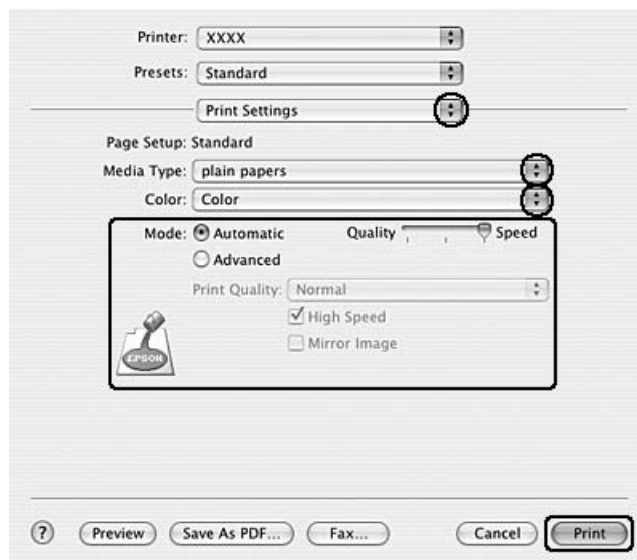 Printer: XXXX
Presets: Standard
Print Settings
Page Setup: Standard
Media Type: plain papers
Color: Color
Mode: Automatic Quality Speed
Advanced
Print Quality: Normal
High Speed
Mirror Image
EPSON
? Preview Save As PDF... Fax... Cancel Print